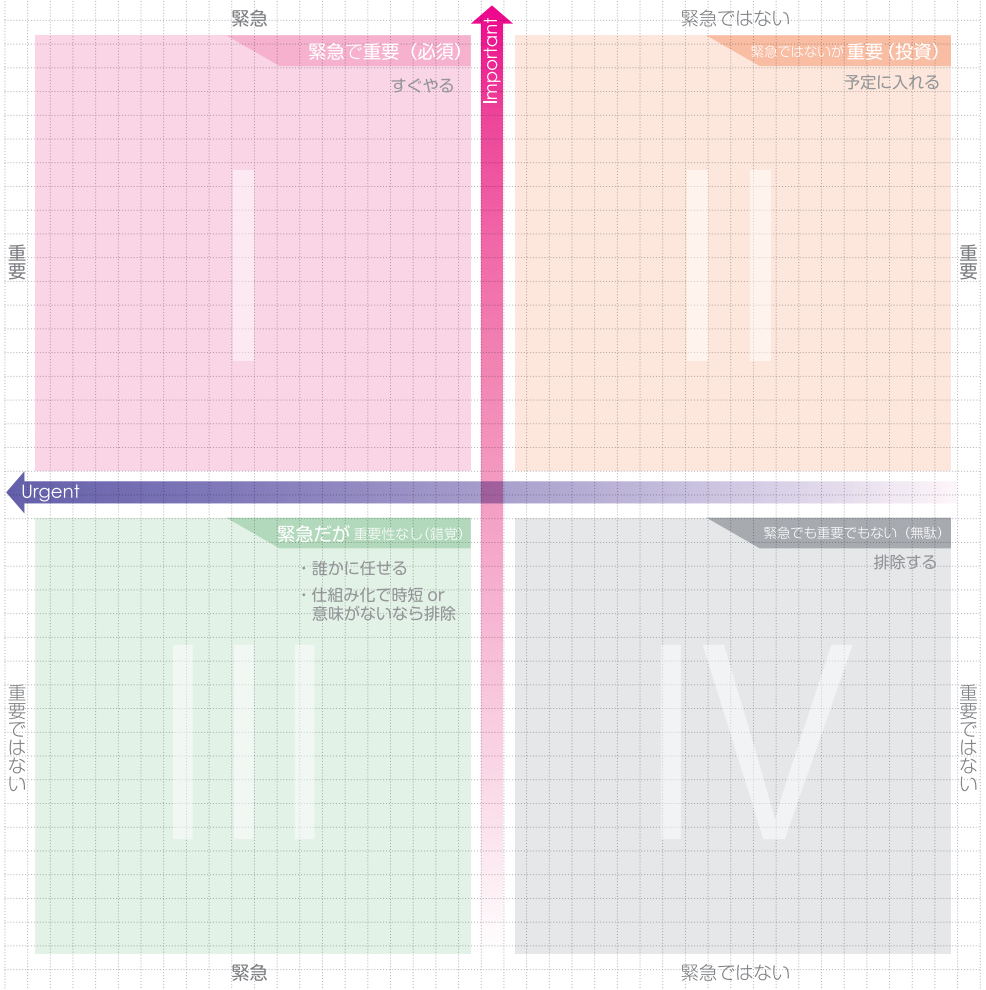 緊急
緊急ではない
Important
緊急で重要（必須）
すぐやる
緊急ではないが 重要（投資）
予定に入れる
重要
I
II
重要
Urgent
緊急だが 重要性なし（錯覚）
・誰かに任せる
・仕組み化で時短 or
意味がないなら排除
緊急でも重要でもない（無駄）
排除する
重要ではない
III
IV
重要ではない
緊急
緊急ではない